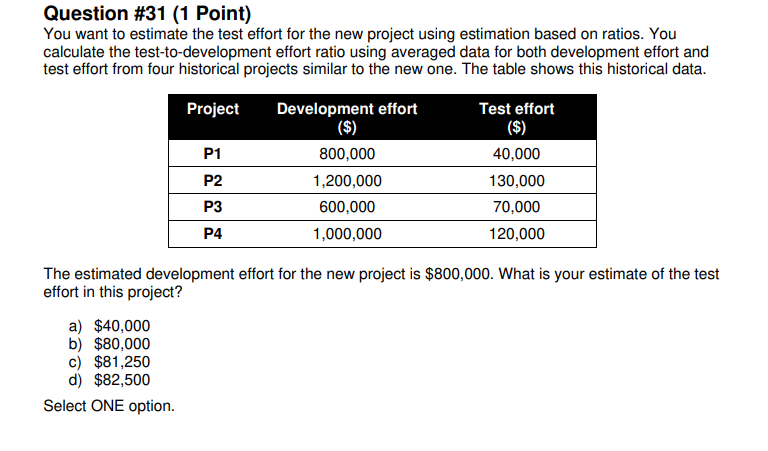 Question #31 (1 Point)
You want to estimate the test effort for the new project using estimation based on ratios. You
calculate the test-to-development effort ratio using averaged data for both development effort and
test effort from four historical projects similar to the new one. The table shows this historical data.
Project Development effort ($) Test effort ($)
P1 800,000 40,000
P2 1,200,000 130,000
P3 600,000 70,000
P4 1,000,000 120,000
The estimated development effort for the new project is $800,000. What is your estimate of the test
effort in this project?
a) $40,000
b) $80,000
c) $81,250
d) $82,500
Select ONE option.